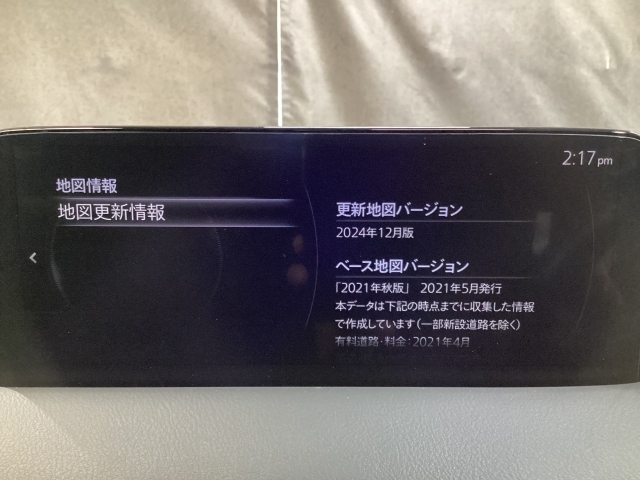 2:17 pm
地図情報
地図更新情報
更新地図バージョン
2024年12月版
ベース地図バージョン
「2021年秋版」 2021年5月発行
本データは下記の時点までに収集した情報
で作成しています(一部新設道路を除く)
有料道路・料金:2021年4月